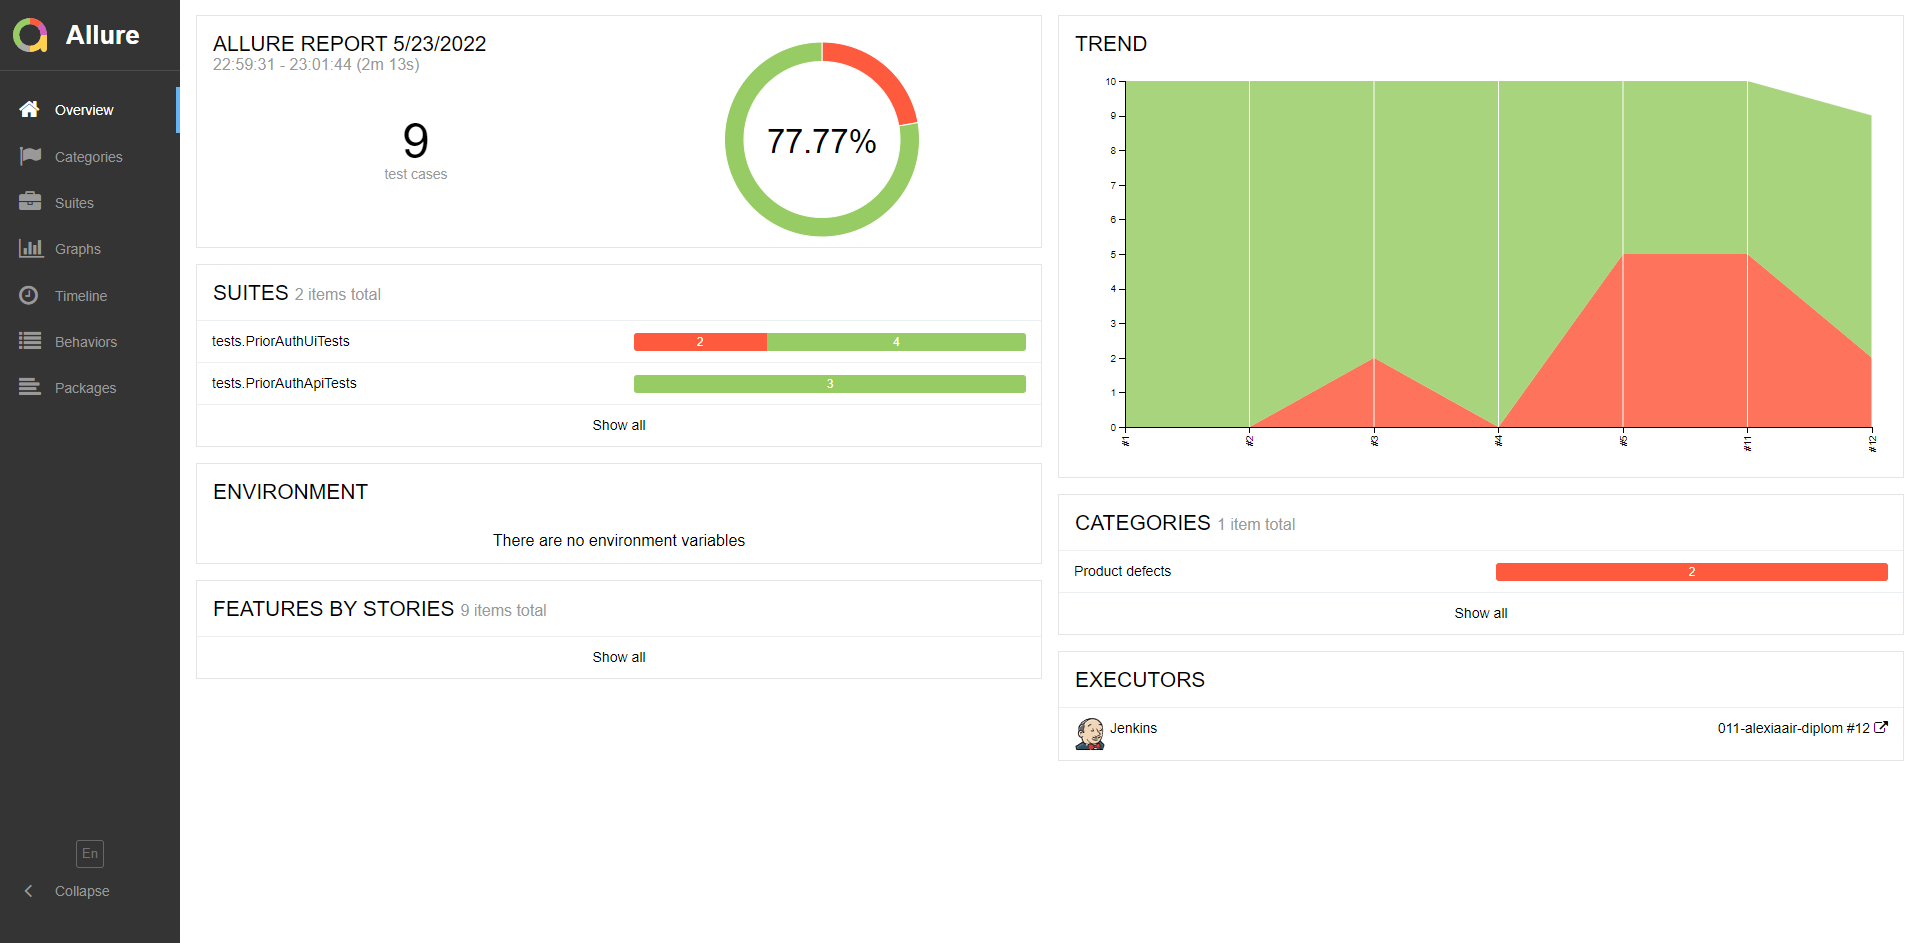 Allure
Overview
Categories
Suites
Graphs
Timeline
Behaviors
Packages
En
Collapse
ALLURE REPORT 5/23/2022
22:59:31 - 23:01:44 (2m 13s)
9
test cases
77.77%
SUITES 2 items total
tests.PriorAuthUiTests 2 4
tests.PriorAuthApiTests 3
Show all
ENVIRONMENT
There are no environment variables
FEATURES BY STORIES 9 items total
Show all
TREND
10
9
8
7
6
5
4
3
2
1
0
#1 #2 #3 #4 #5 #11 #12
CATEGORIES 1 item total
Product defects 2
Show all
EXECUTORS
Jenkins 011-alexiaair-diplom #12